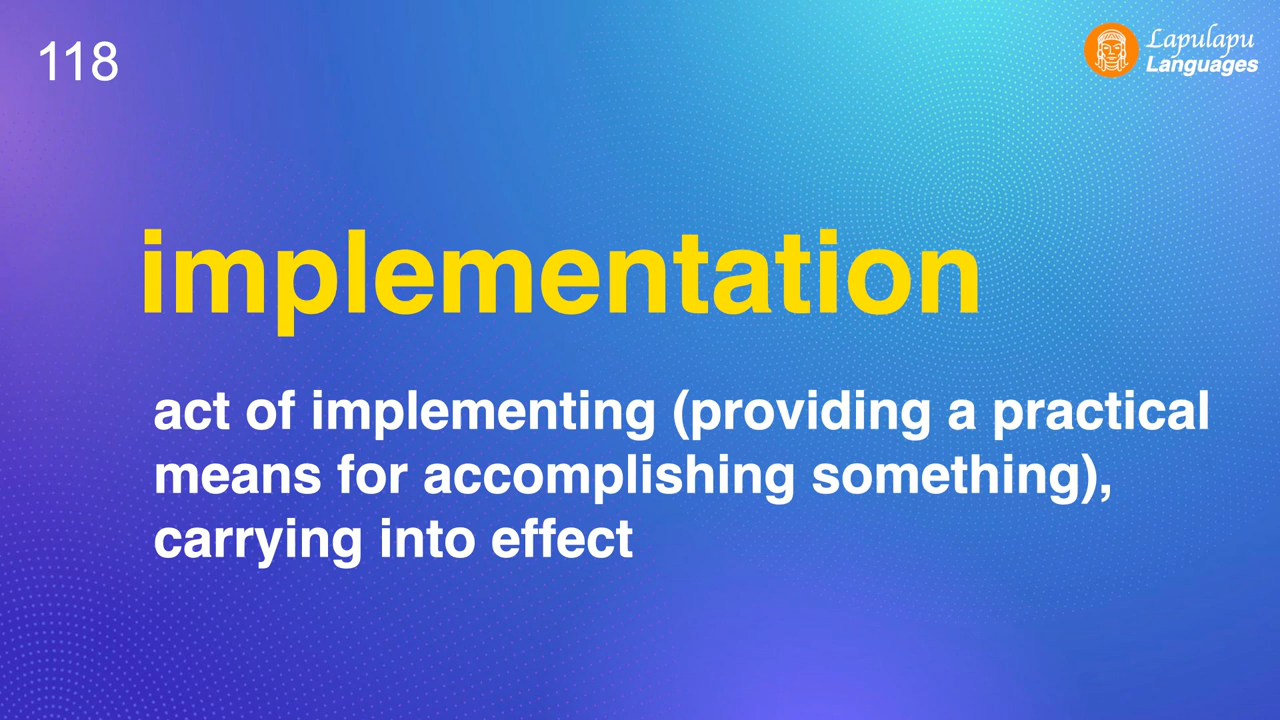 118
Lapulapu
Languages
implementation
act of implementing (providing a practical
means for accomplishing something),
carrying into effect